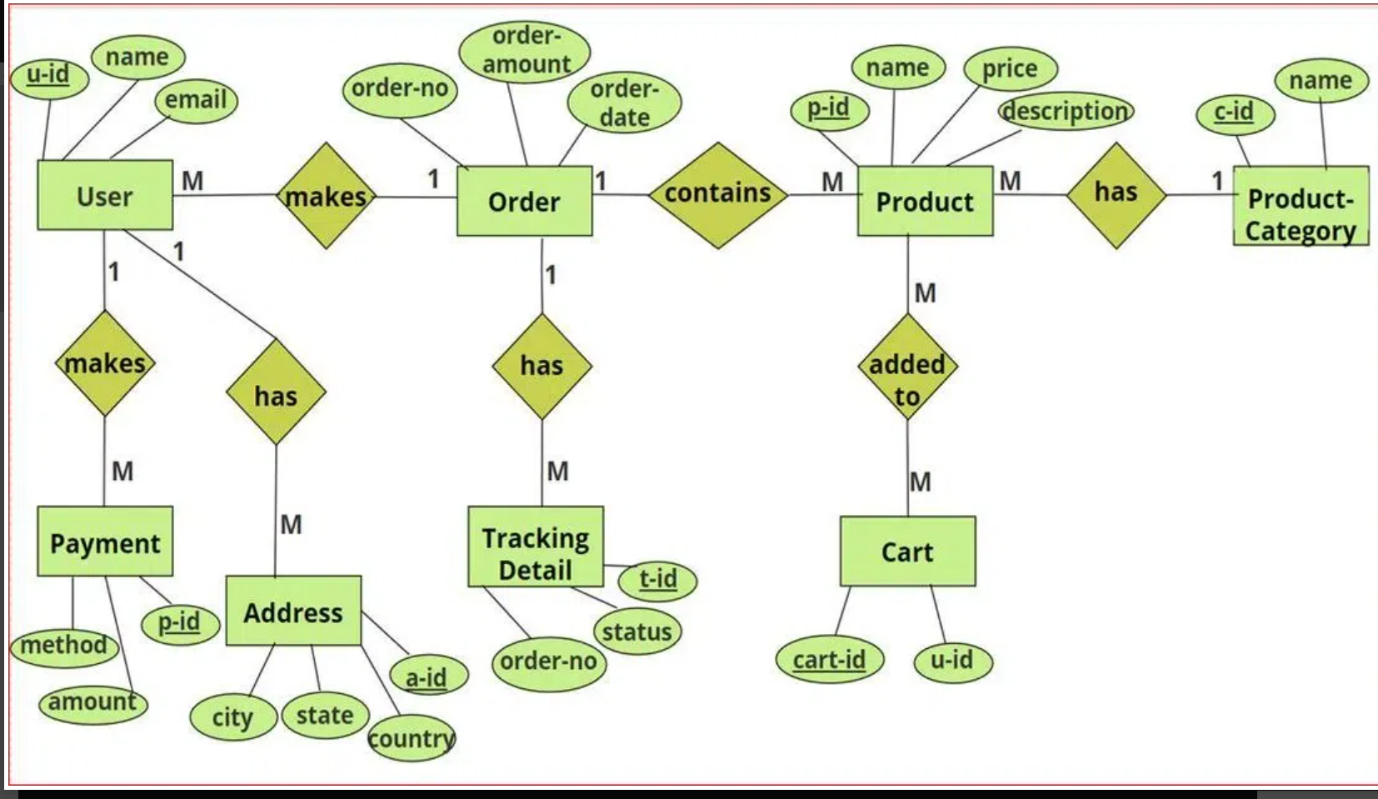 order-
amount
name
name
price
name
u-id
order-no
email
order-
date
p-id
description
c-id
User
M
makes
1
Order
1
contains
M
Product
M
has
1
Product-
Category
1
1
1
M
makes
has
has
added
to
M
M
M
M
Payment
Address
Tracking
Detail
Cart
method
p-id
amount
city
state
country
a-id
t-id
status
order-no
cart-id
u-id